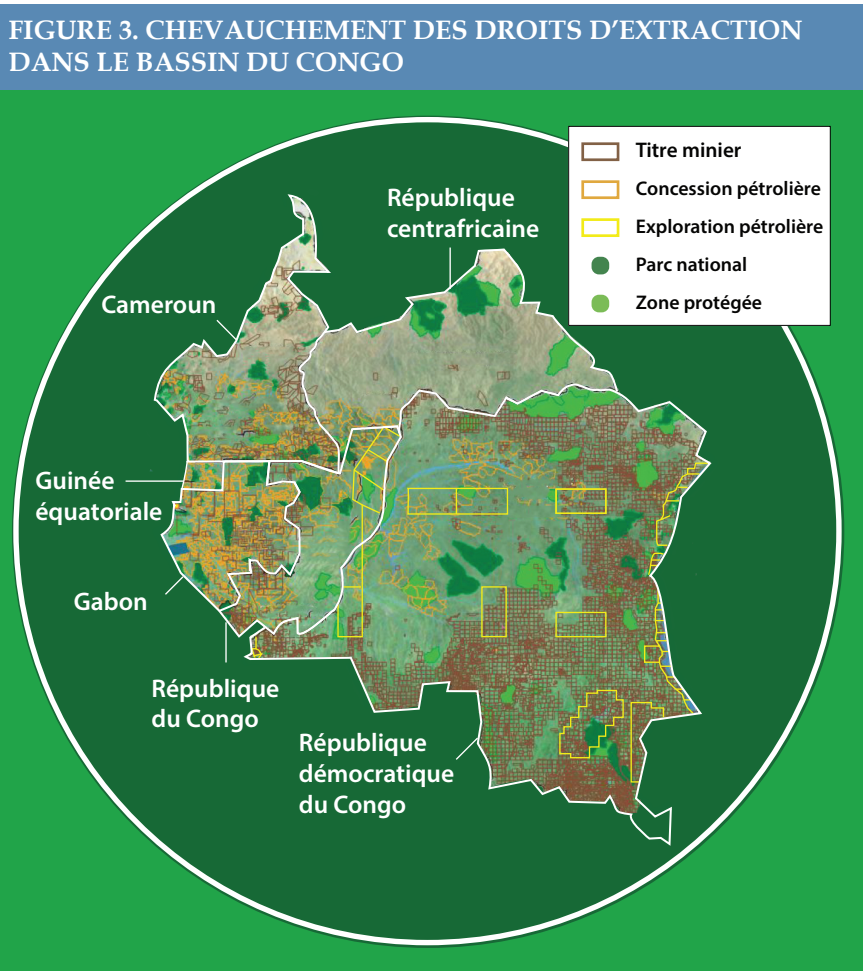 FIGURE 3. CHEVAUCHEMENT DES DROITS D'EXTRACTION
DANS LE BASSIN DU CONGO
Titre minier
Concession pétrolière
Exploration pétrolière
Parc national
Zone protégée
République
centrafricaine
Cameroun
Guinée
équatoriale
Gabon
République
du Congo
République
démocratique
du Congo